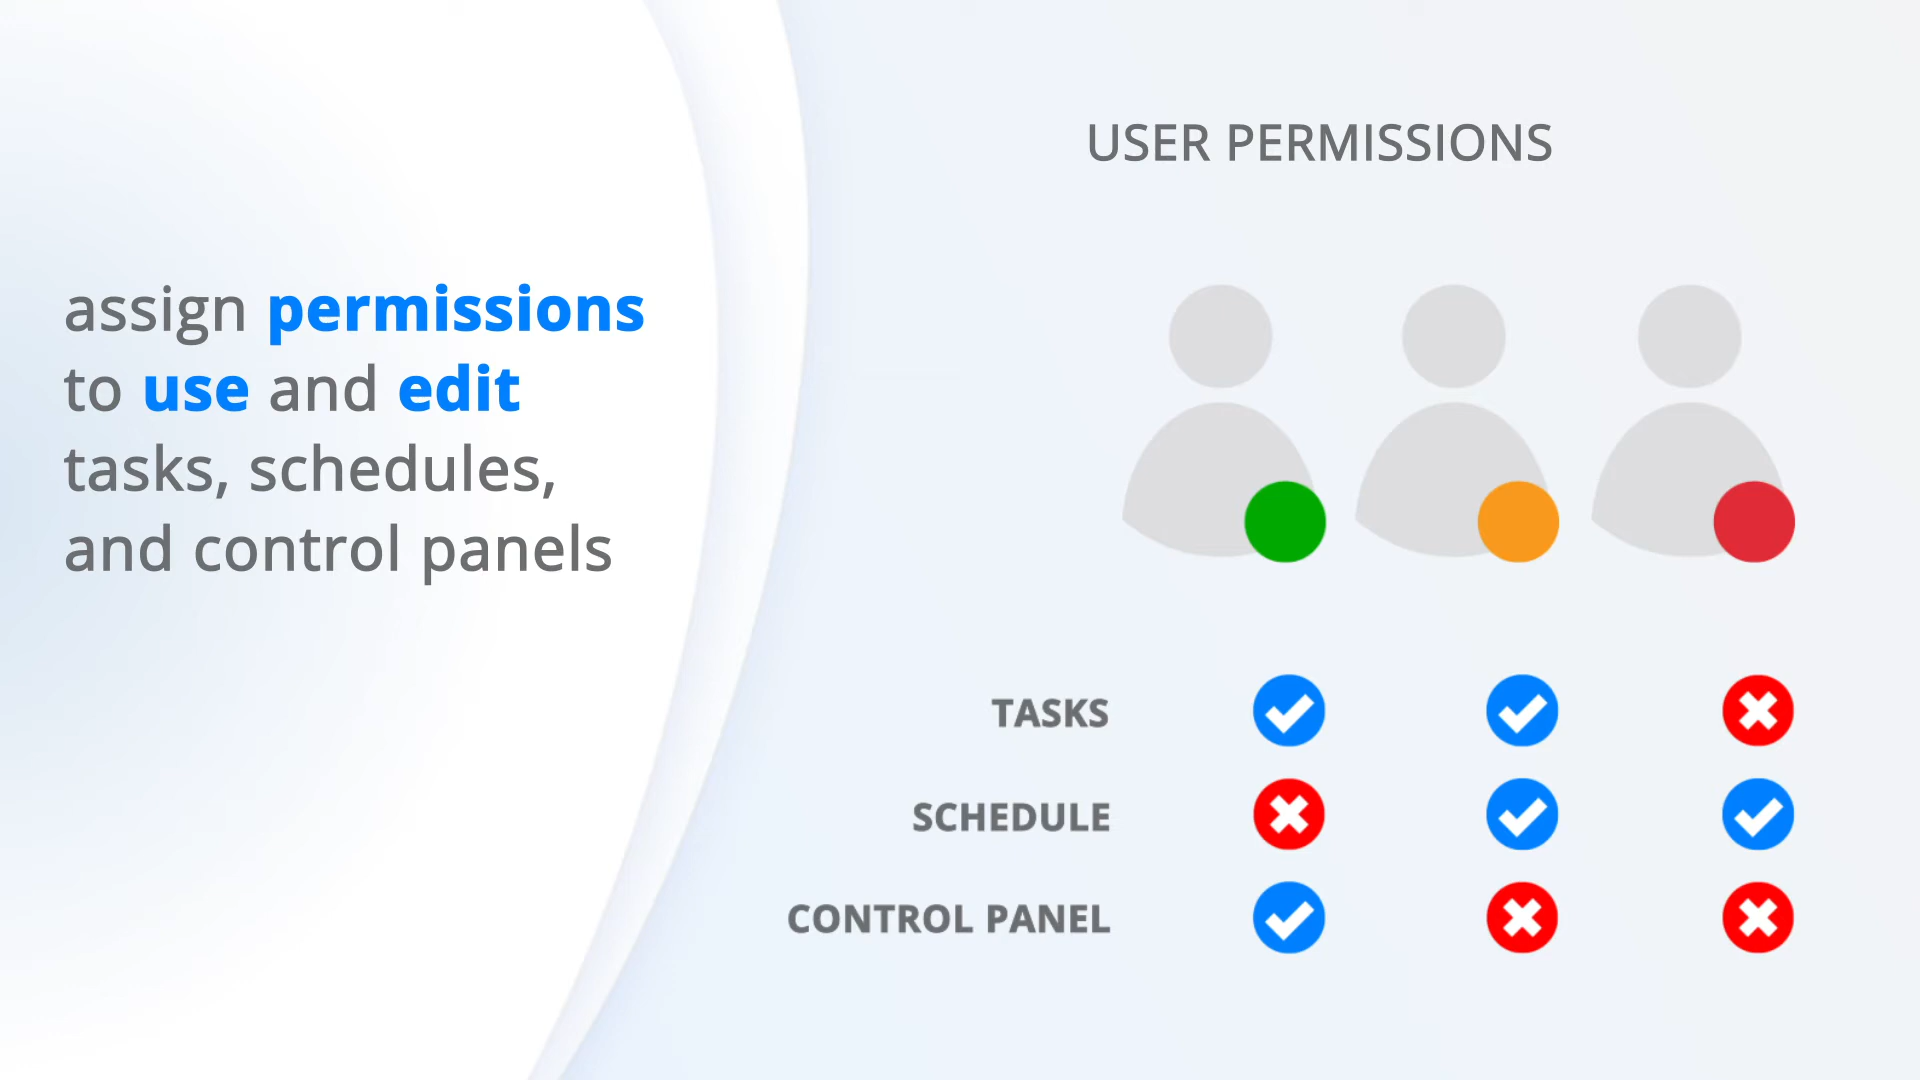 assign permissions
to use and edit
tasks, schedules,
and control panels
USER PERMISSIONS
TASKS
SCHEDULE
CONTROL PANEL